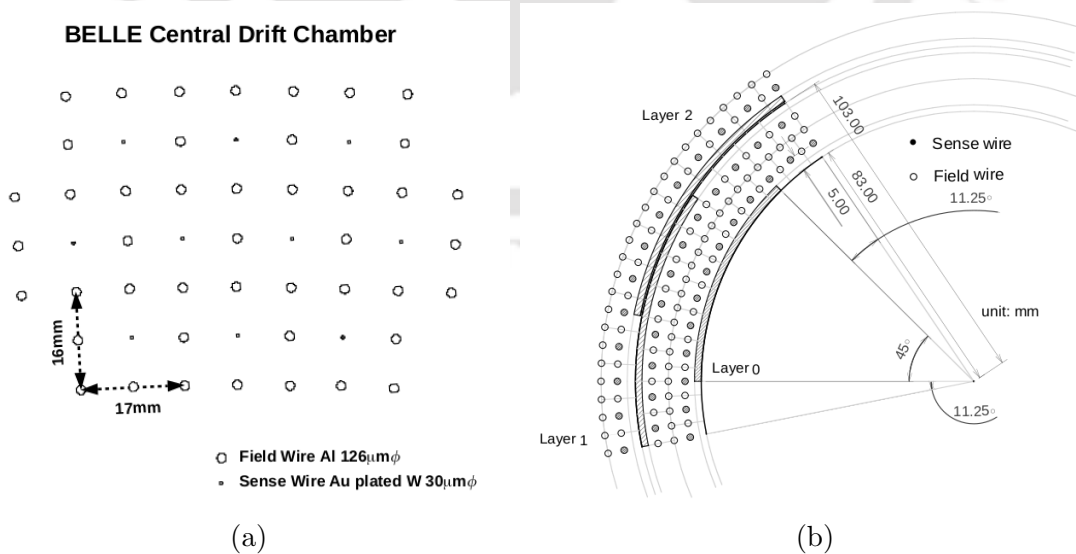 BELLE Central Drift Chamber
16mm
17mm
Field Wire Al 126μmϕ
Sense Wire Au plated W 30μmϕ
(a)
Layer 2
103.00
Sense wire
83.00
Field wire
5.00
11.25°
unit: mm
45°
Layer 0
11.25°
Layer 1
(b)